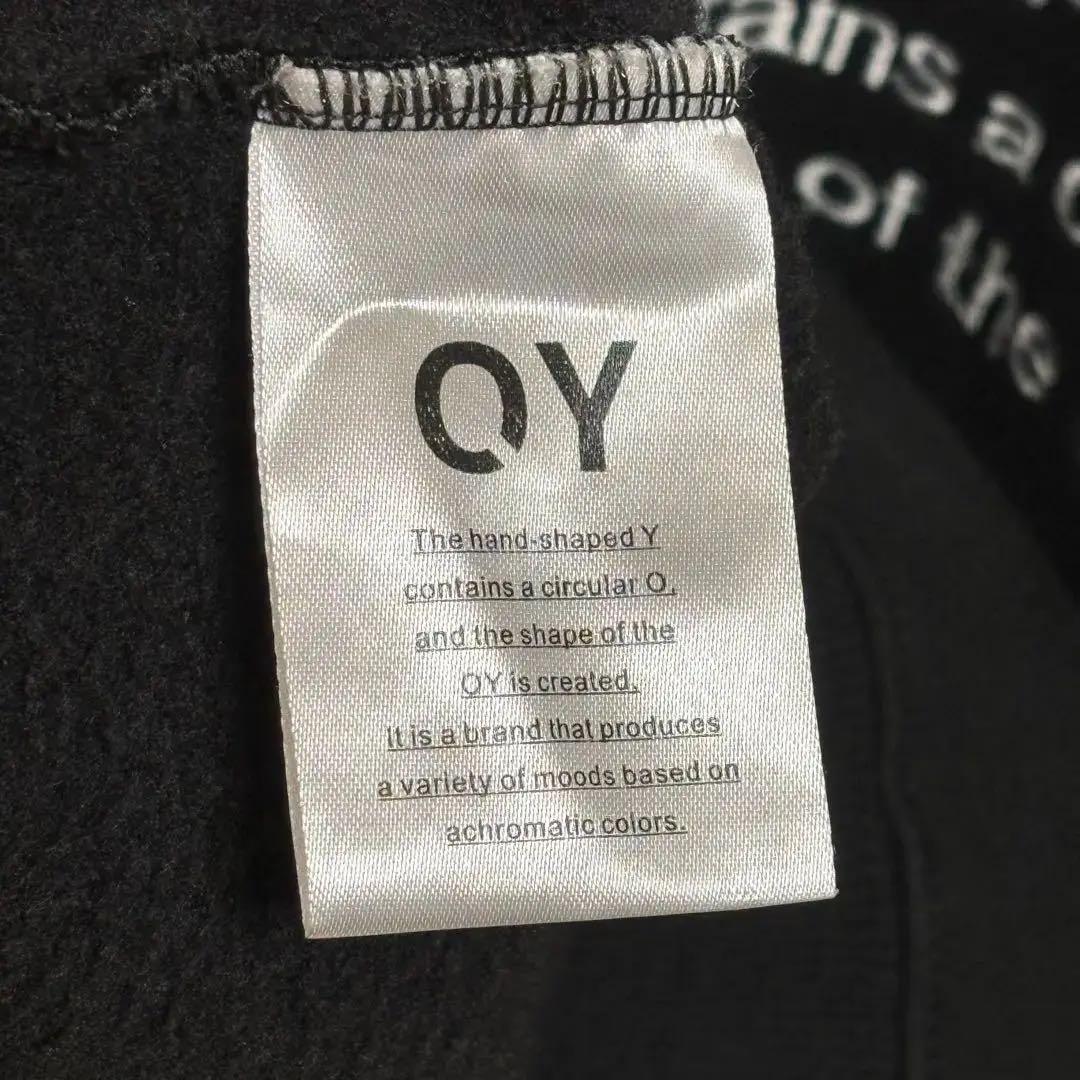 ains a
of the
OY
The hand-shaped Y
contains a circular O,
and the shape of the
OY is created.
It is a brand that produces
a variety of moods based on
achromatic colors.